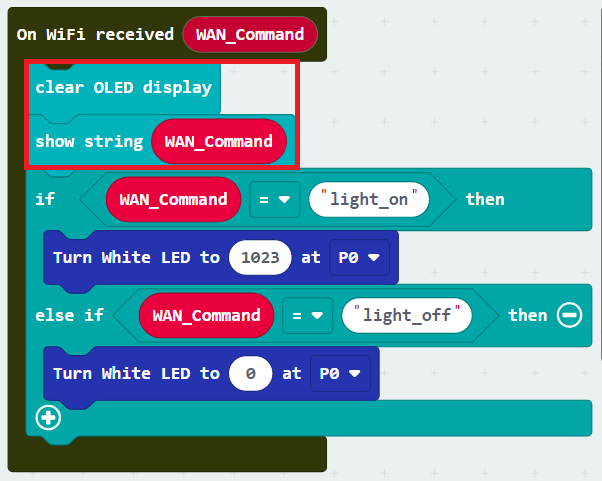 On WiFi received WAN_Command
clear OLED display
show string WAN_Command
if WAN_Command = "light_on" then
Turn White LED to 1023 at P0
else if WAN_Command = "light_off" then
Turn White LED to 0 at P0